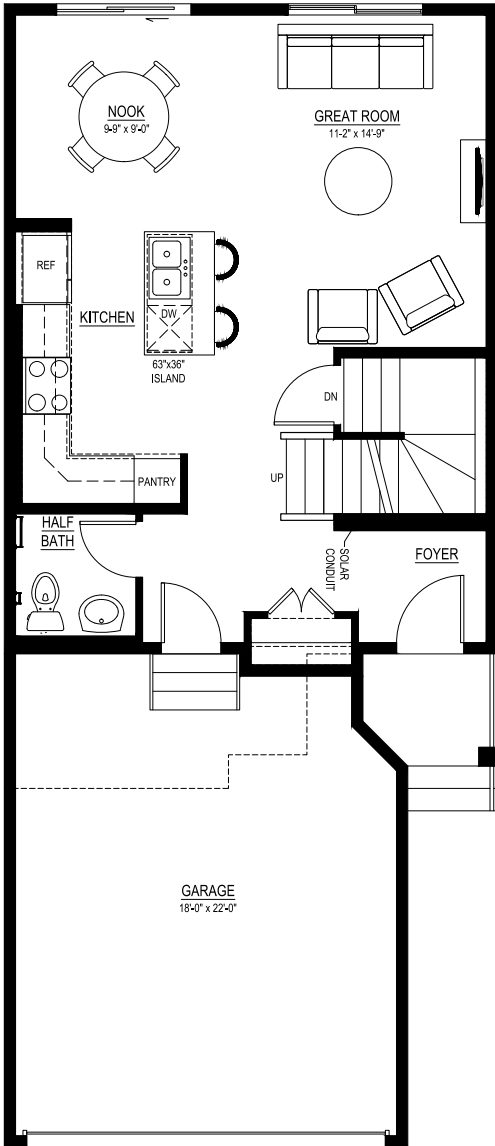 NOOK
9'-9" x 9'-0"
GREAT ROOM
11'-2" x 14'-9"
REF
KITCHEN
DW
63"x36"
ISLAND
DN
UP
PANTRY
HALF
BATH
SOLAR
CONDUIT
FOYER
GARAGE
18'-0" x 22'-0"